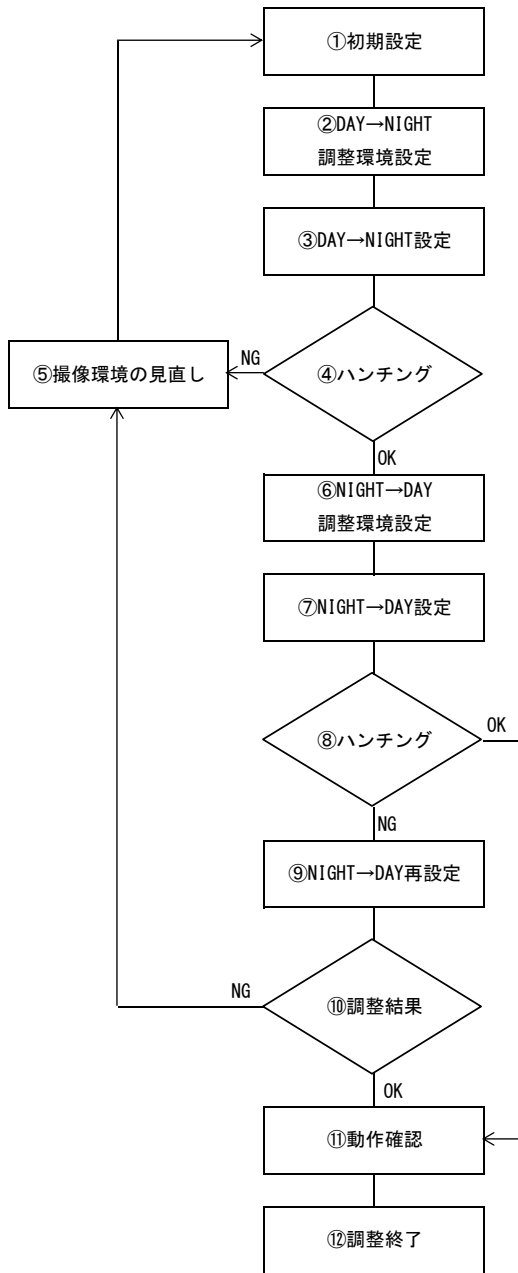 ①初期設定
②DAY→NIGHT
調整環境設定
③DAY→NIGHT設定
④ハンチング
NG
⑤撮像環境の見直し
OK
⑥NIGHT→DAY
調整環境設定
⑦NIGHT→DAY設定
⑧ハンチング
OK
NG
⑨NIGHT→DAY再設定
⑩調整結果
NG
OK
⑪動作確認
⑫調整終了